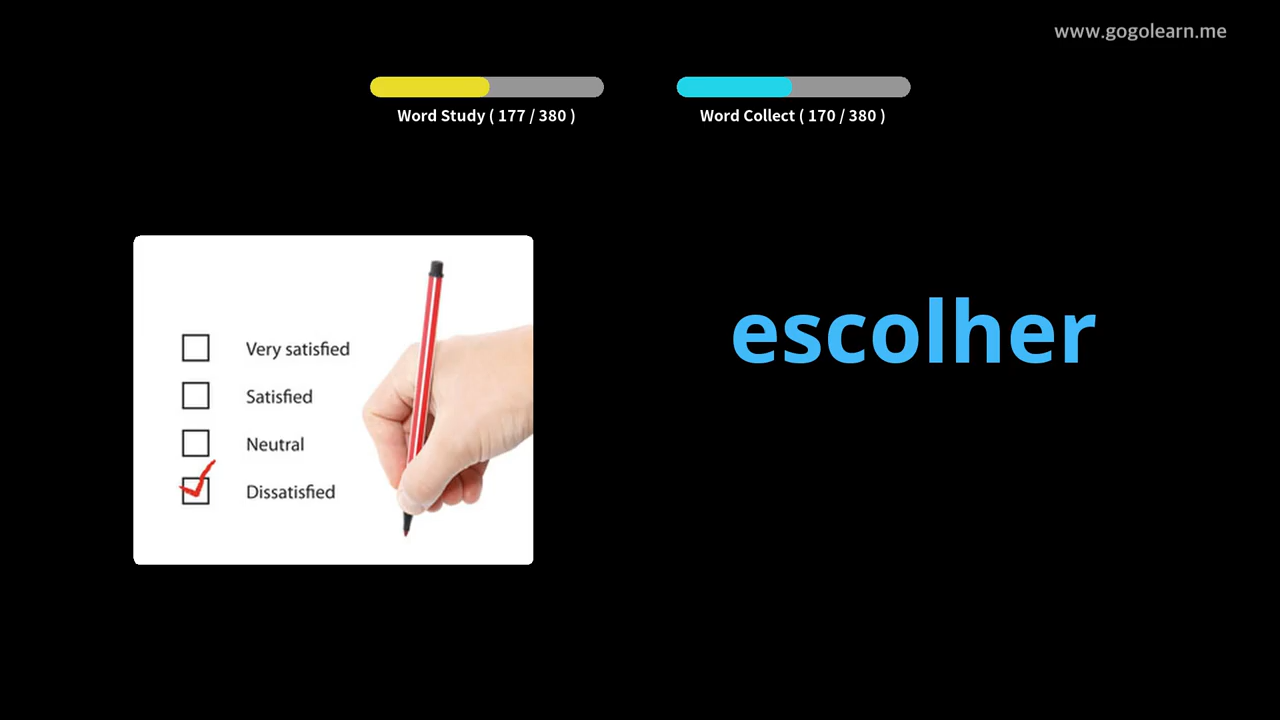 www.gogolearn.me
Word Study ( 177 / 380 )
Word Collect ( 170 / 380 )
Very satisfied
Satisfied
Neutral
Dissatisfied
escolher